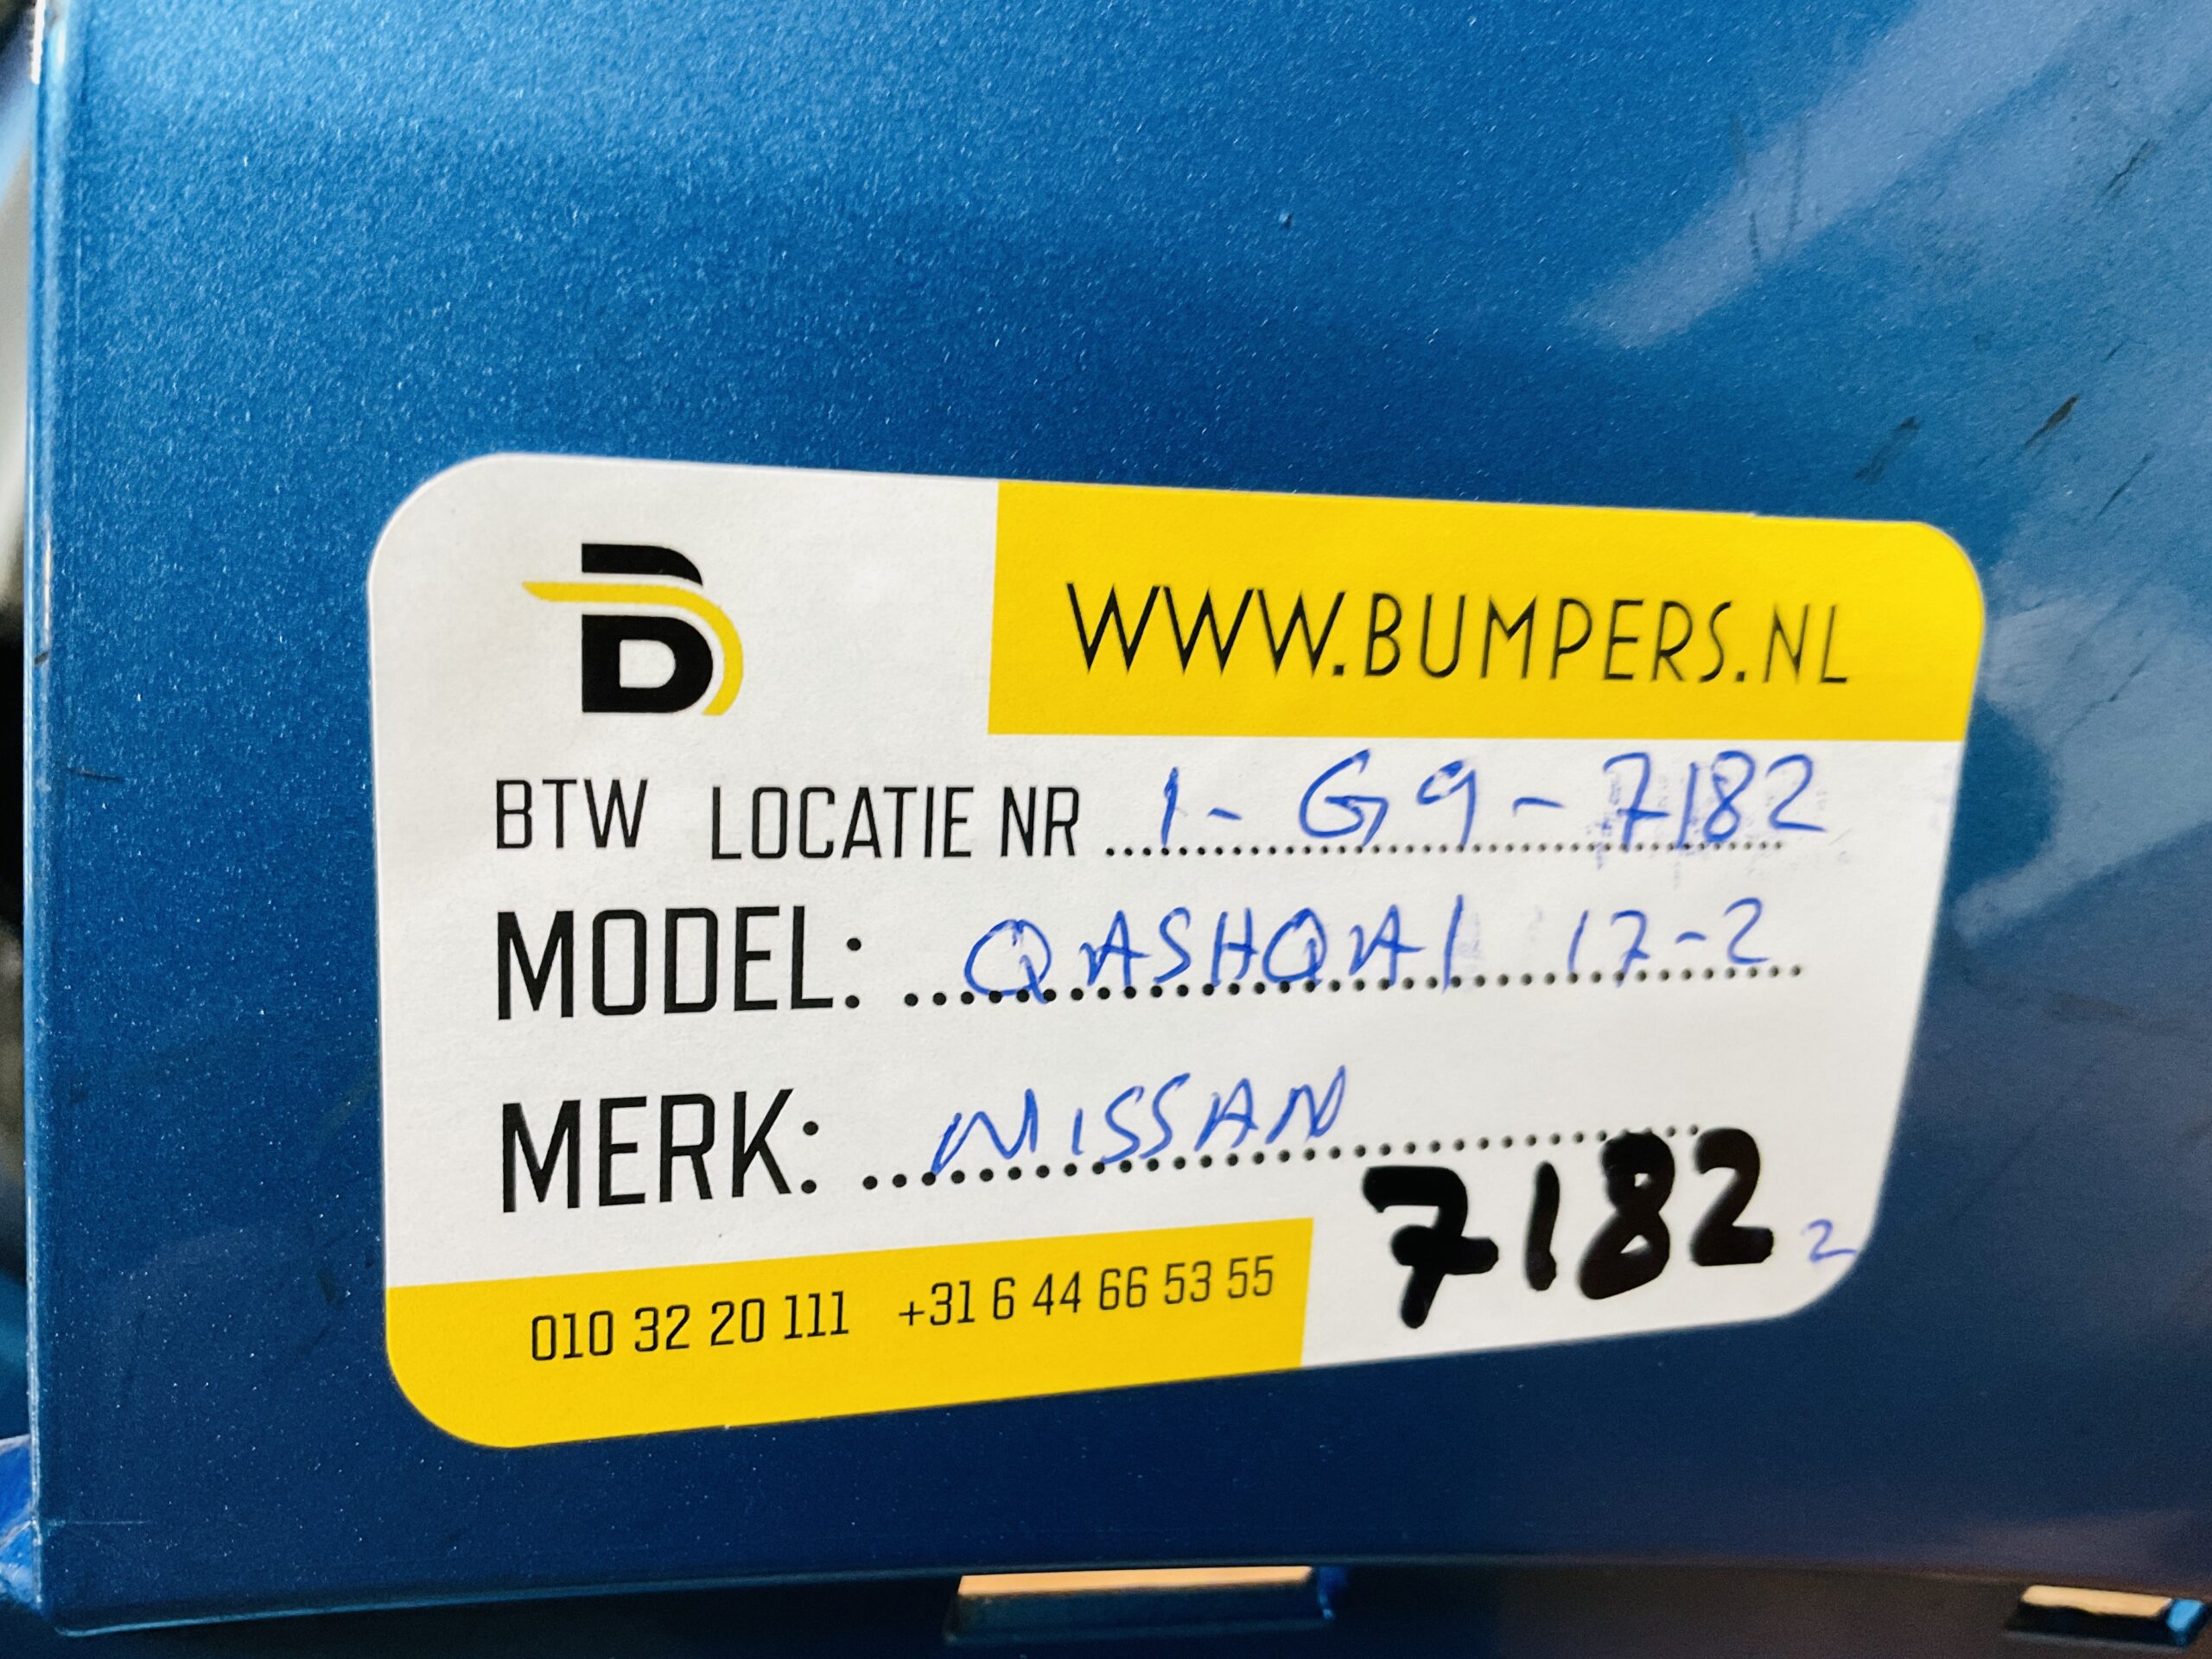 B
WWW.BUMPERS.NL
BTW LOCATIE NR 1-G9-7182
MODEL: QASHQAI 17-2
MERK: NISSAN
7182 2
010 32 20 111 +31 6 44 66 53 55